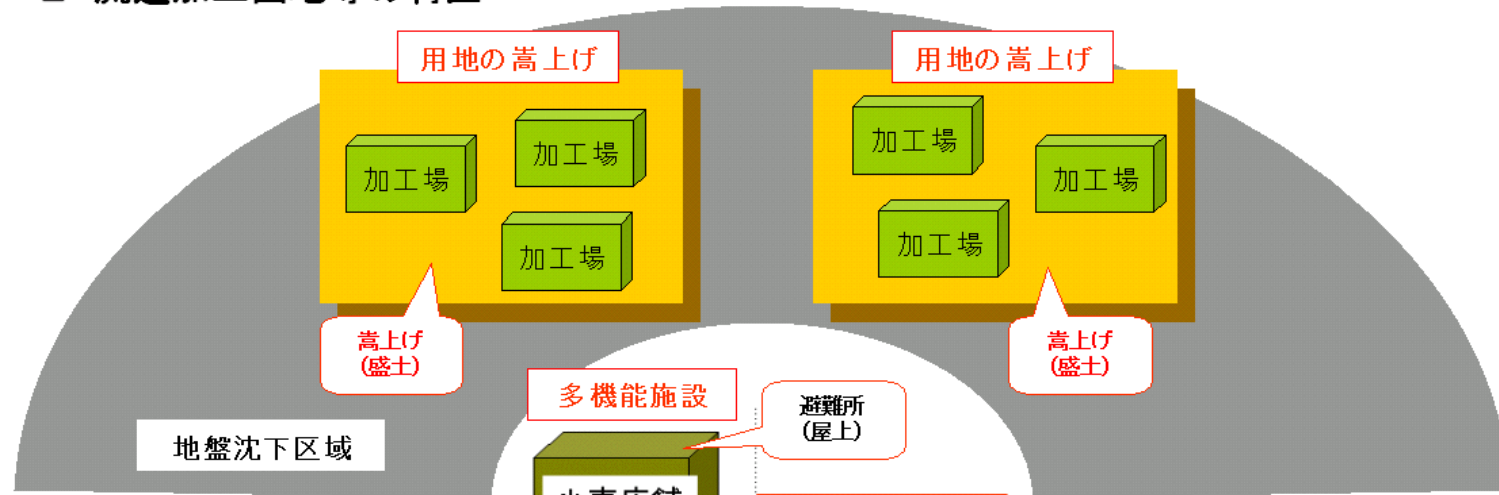 用地の嵩上げ
用地の嵩上げ
加工場
加工場
加工場
加工場
加工場
加工場
嵩上げ
(盛土)
嵩上げ
(盛土)
多機能施設
避難所
(屋上)
地盤沈下区域